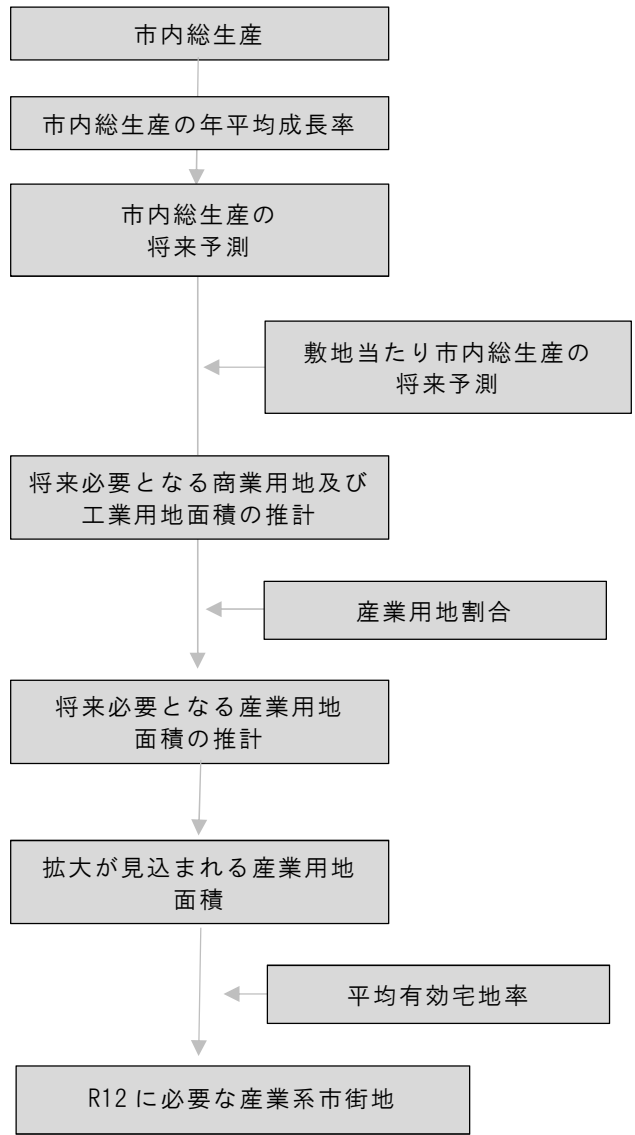 市内総生産
市内総生産の年平均成長率
市内総生産の
将来予測
敷地当たり市内総生産の
将来予測
将来必要となる商業用地及び
工業用地面積の推計
産業用地割合
将来必要となる産業用地
面積の推計
拡大が見込まれる産業用地
面積
平均有効宅地率
R12に必要な産業系市街地